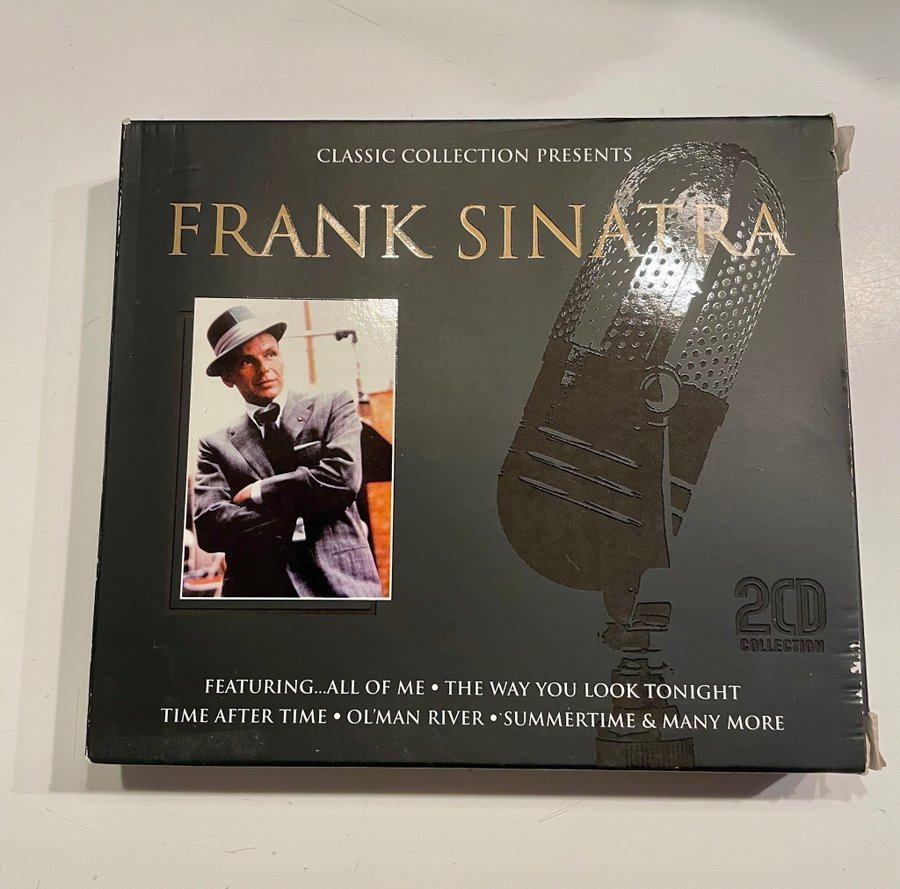 CLASSIC COLLECTION PRESENTS
FRANK SINATRA
2CD
COLLECTION
FEATURING...ALL OF ME • THE WAY YOU LOOK TONIGHT
TIME AFTER TIME • OL'MAN RIVER • SUMMERTIME & MANY MORE